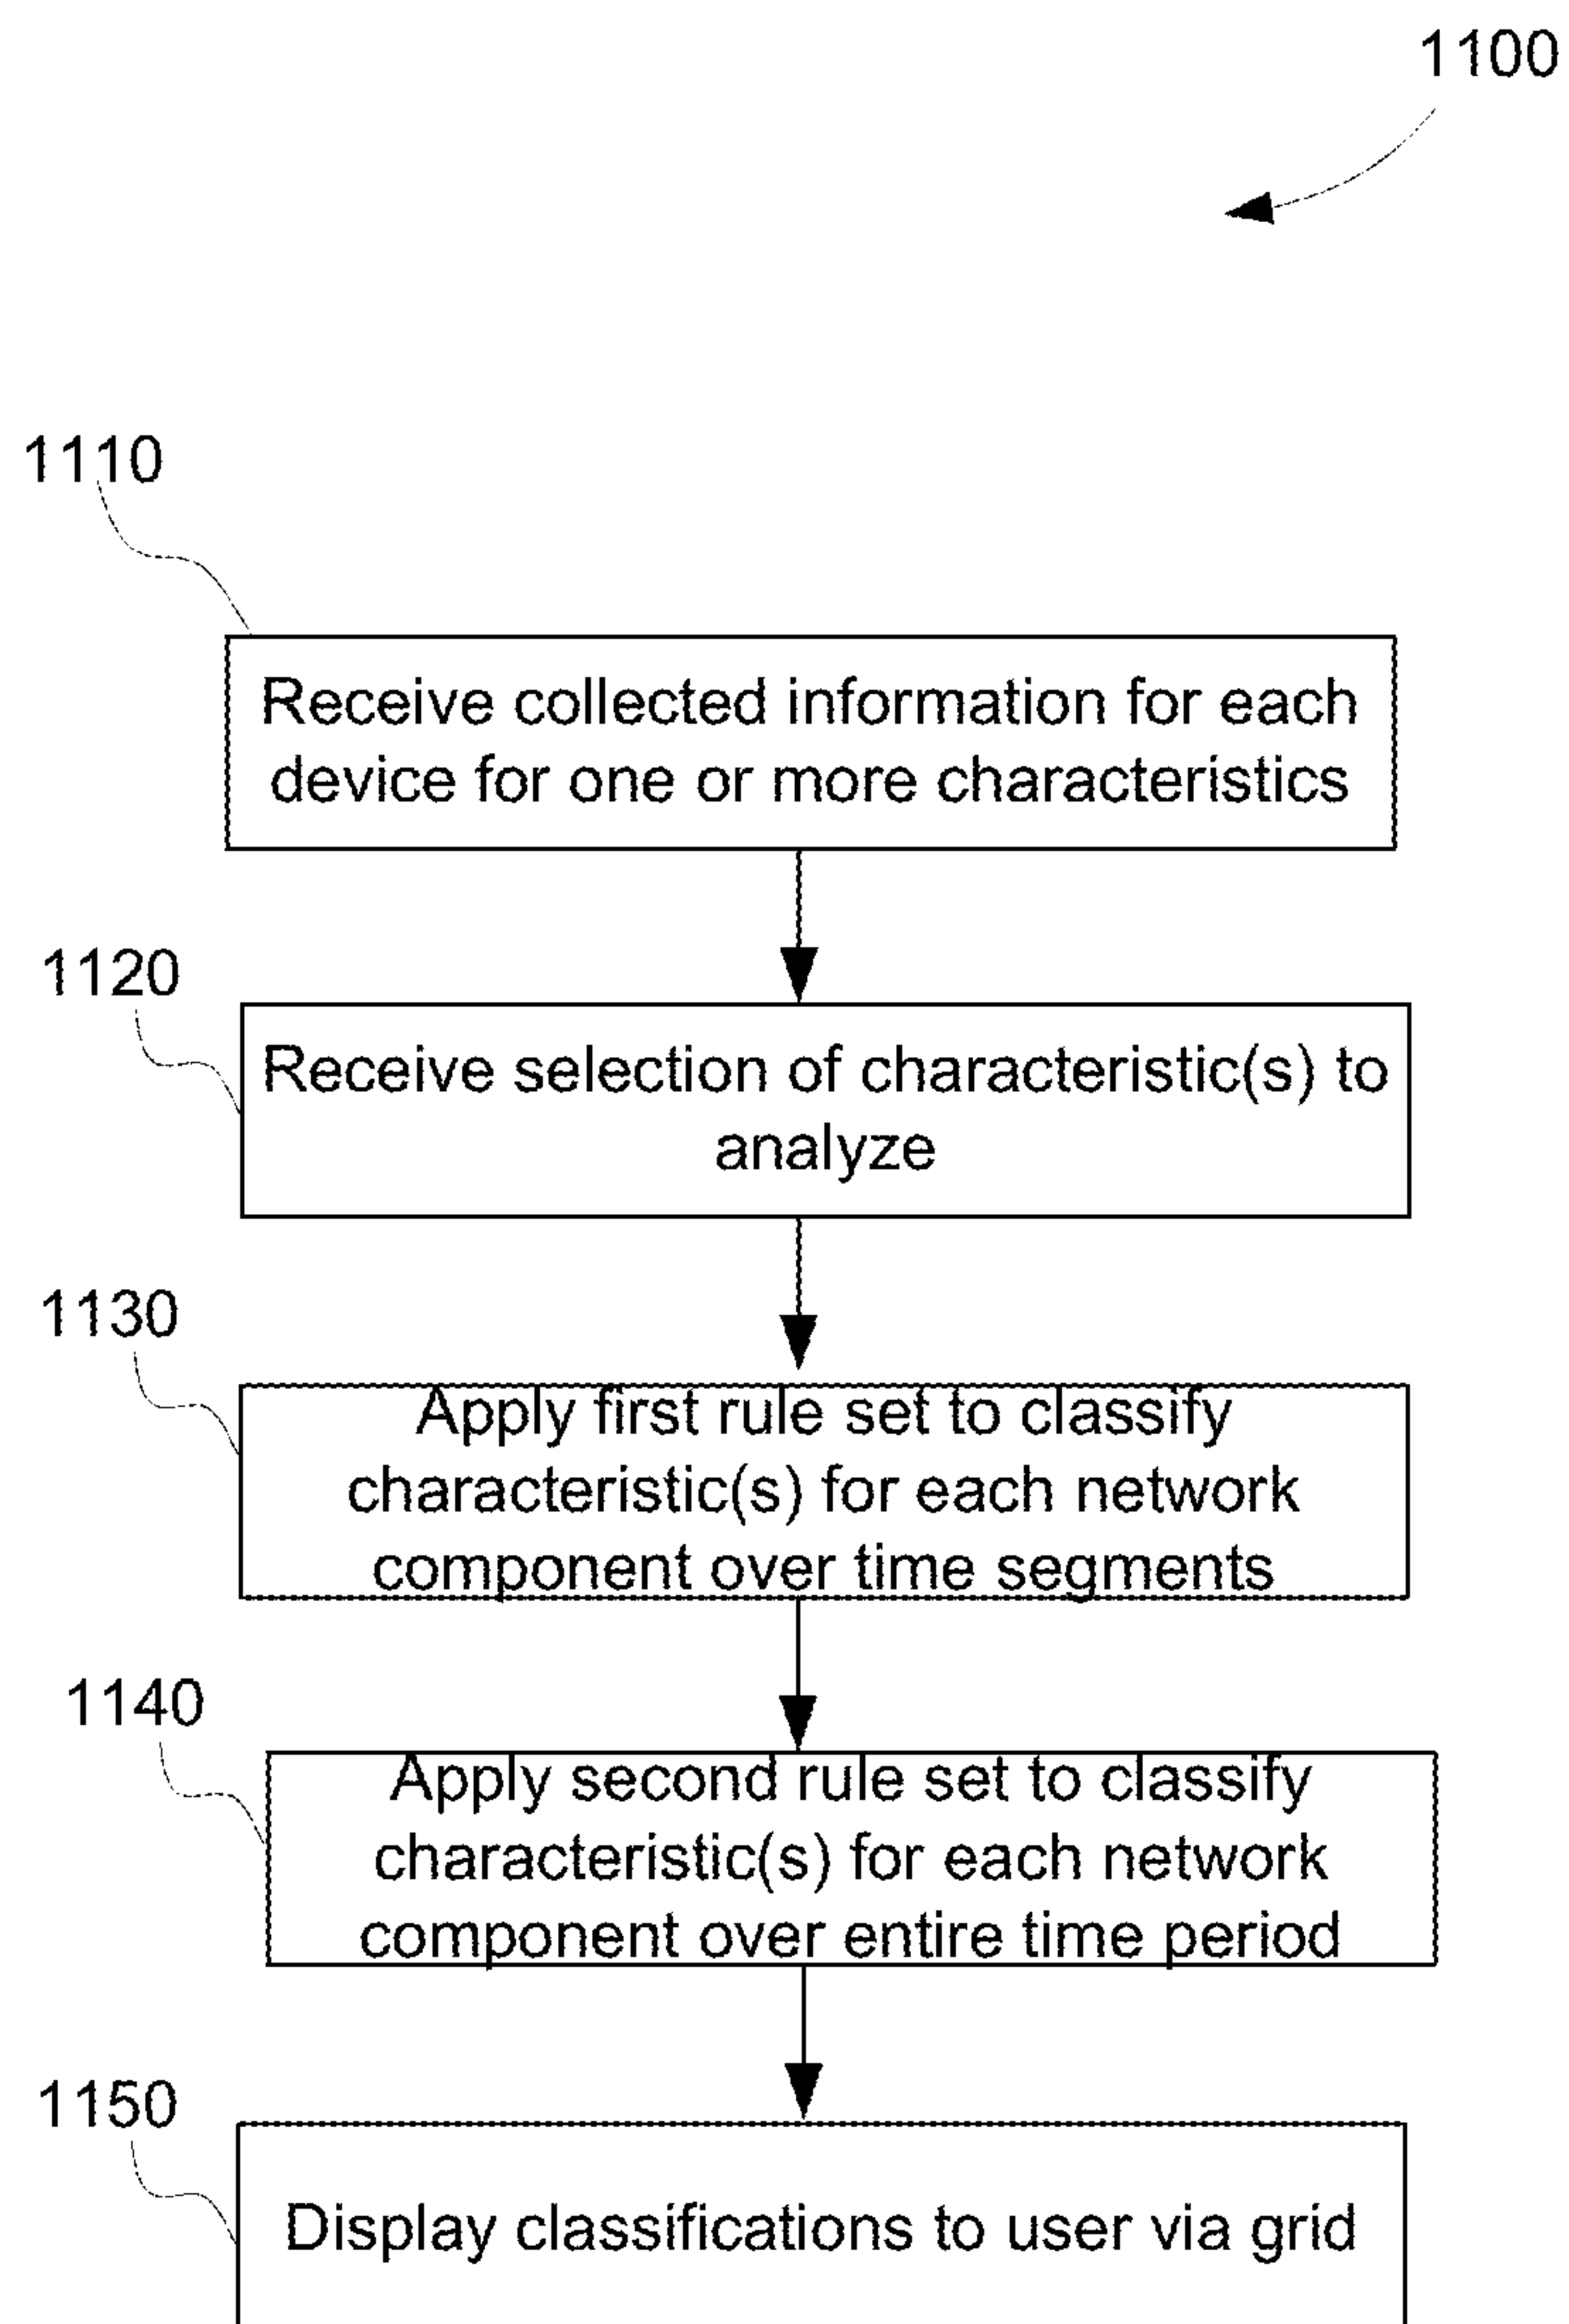 1100
1110
Receive collected information for each
device for one or more characteristics
1120
Receive selection of characteristic(s) to
analyze
1130
Apply first rule set to classify
characteristic(s) for each network
component over time segments
1140
Apply second rule set to classify
characteristic(s) for each network
component over entire time period
1150
Display classifications to user via grid